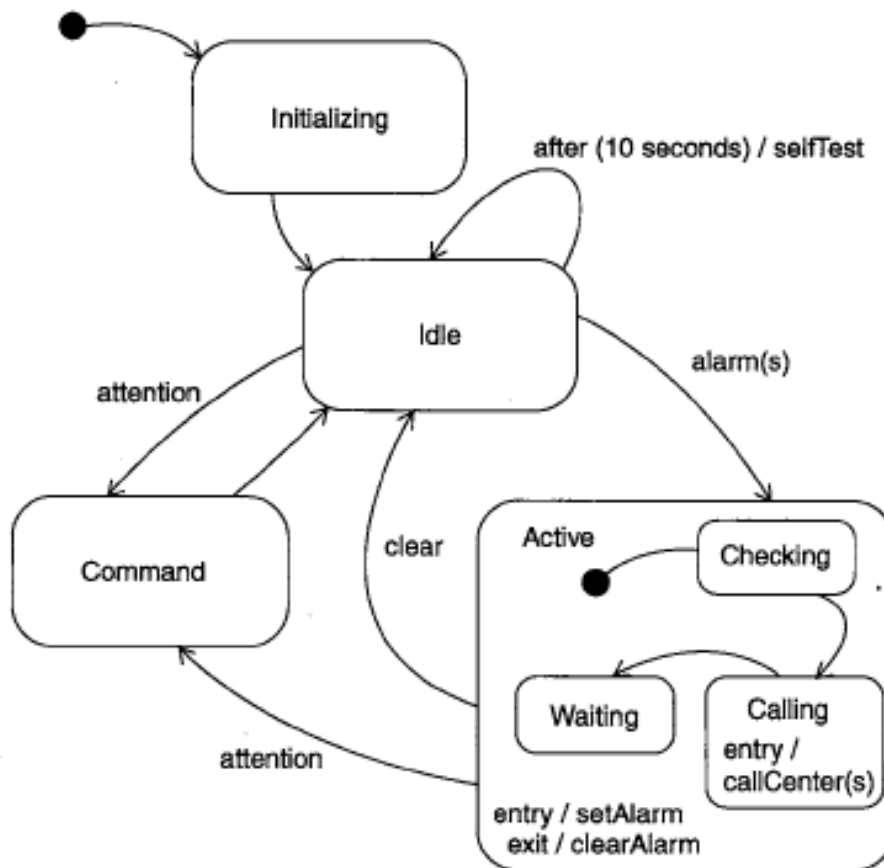 Initializing
after (10 seconds) / selfTest
Idle
alarm(s)
attention
clear
Command
Active
Checking
Waiting
Calling
entry /
callCenter(s)
attention
entry / setAlarm
exit / clearAlarm